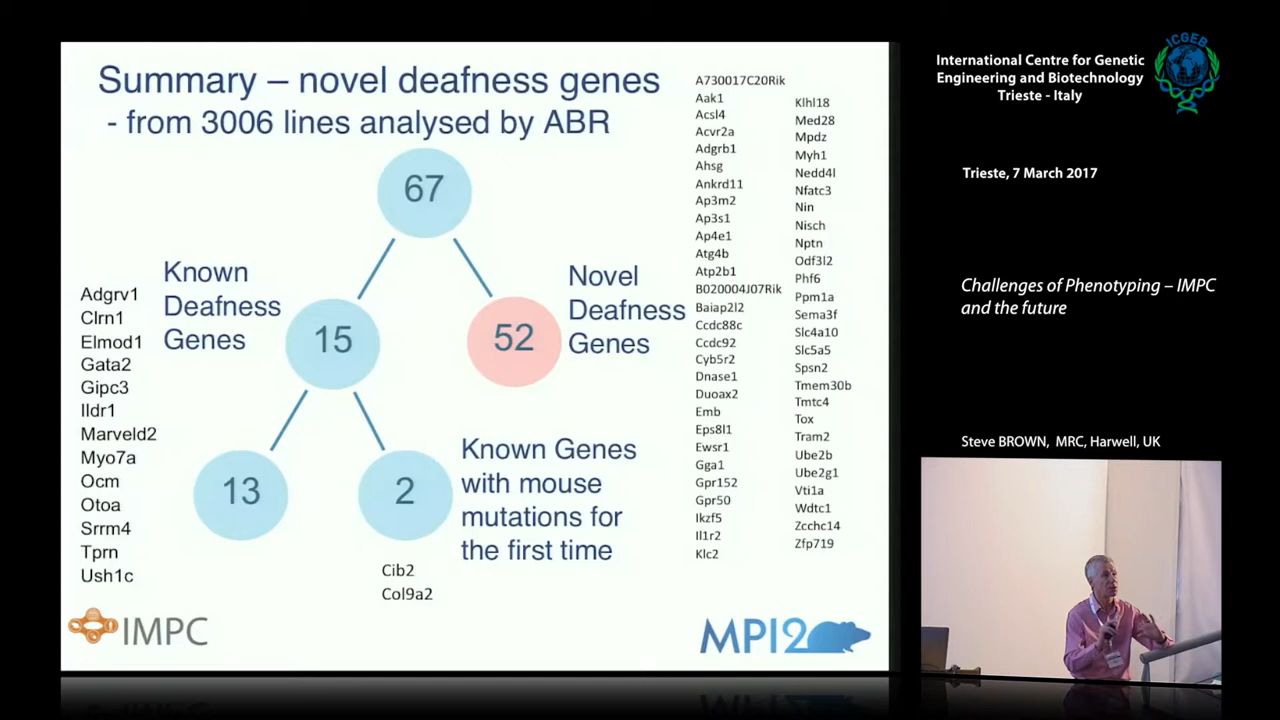 Summary – novel deafness genes
- from 3006 lines analysed by ABR
67
Known
Deafness
Genes
15
52
Novel
Deafness
Genes
13
2
Known Genes
with mouse
mutations for
the first time
Cib2
Col9a2
Adgrv1
Clrn1
Elmod1
Gata2
Gipc3
Ildr1
Marveld2
Myo7a
Ocm
Otoa
Srrm4
Tprn
Ush1c
A730017C20Rik
Aak1
Acsl4
Acvr2a
Adgrb1
Ahsg
Ankrd11
Ap3m2
Ap3s1
Ap4e1
Atg4b
Atp2b1
B020004J07Rik
Baiap2l2
Ccdc88c
Ccdc92
Cyb5r2
Dnase1
Duoax2
Emb
Eps8l1
Ewsr1
Gga1
Gpr152
Gpr50
Ikzf5
Il1r2
Klc2
Klhl18
Med28
Mpdz
Myh1
Nedd4l
Nfatc3
Nin
Nisch
Nptn
Odf3l2
Phf6
Ppm1a
Sema3f
Slc4a10
Slc5a5
Spsn2
Tmem30b
Tmtc4
Tox
Tram2
Ube2b
Ube2g1
Vti1a
Wdtc1
Zcchc14
Zfp719
IMPC
MPI2
International Centre for Genetic
Engineering and Biotechnology
Trieste - Italy
ICGEB
Trieste, 7 March 2017
Challenges of Phenotyping – IMPC
and the future
Steve BROWN, MRC, Harwell, UK